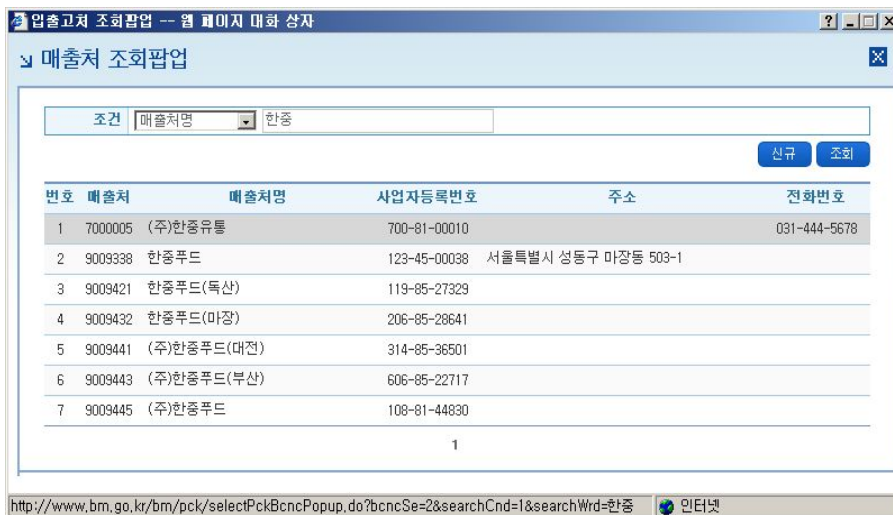 입출고처 조회팝업 -- 웹 페이지 대화 상자
매출처 조회팝업
조건 매출처명 한중
신규 조회
번호 매출처 매출처명 사업자등록번호 주소 전화번호
1 7000005 (주)한중유통 700-81-00010 031-444-5678
2 9009338 한중푸드 123-45-00038 서울특별시 성동구 마장동 503-1
3 9009421 한중푸드(독산) 119-85-27329
4 9009432 한중푸드(마장) 206-85-28641
5 9009441 (주)한중푸드(대전) 314-85-36501
6 9009443 (주)한중푸드(부산) 606-85-22717
7 9009445 (주)한중푸드 108-81-44830
1
http://www.bm.go.kr/bm/pck/selectPckBcncPopup.do?bcncSe=2&searchCnd=1&searchWrd=한중 인터넷